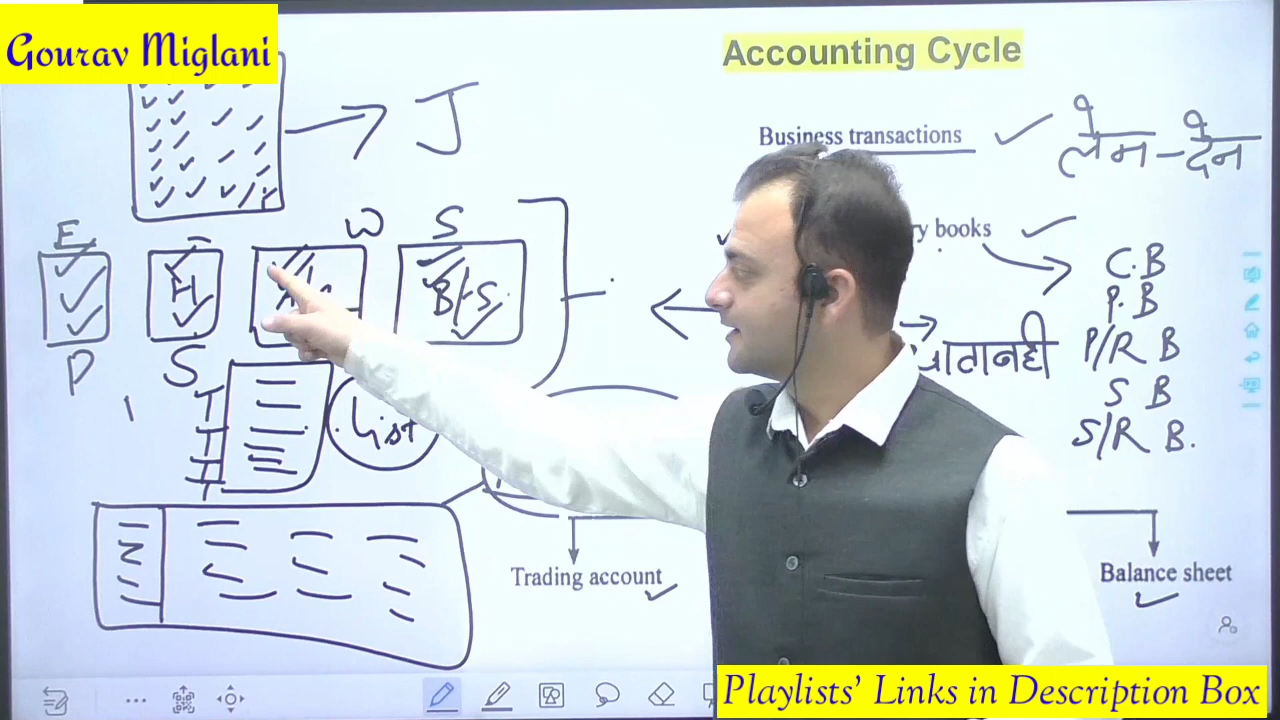 Gourav Miglani
Accounting Cycle
J
Business transactions
लेन-देन
E
W
S
ry books
C.B
P.B
P/R B
S B
S/R B.
H
B/S
P
S
List
Trading account
Balance sheet
Playlists' Links in Description Box